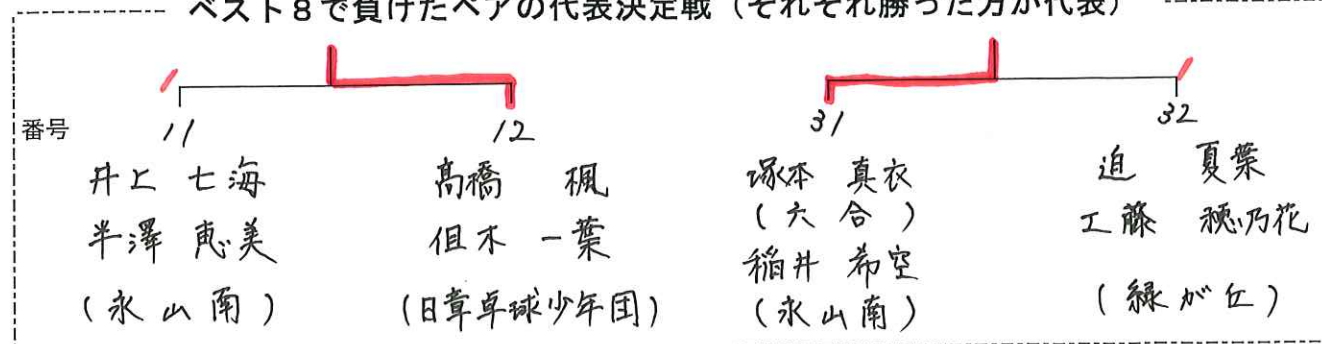 ベスト8で負けたペアの代表決定戦（それぞれ勝った方が代表）
番号 11 12 31 32
井上 七海
半澤 恵美
(永山南)
髙橋 楓
但木 一葉
(日章卓球少年団)
塚本 真衣
(六合)
稲井 希空
(永山南)
迫 夏葉
工藤 穂乃花
(緑が丘)